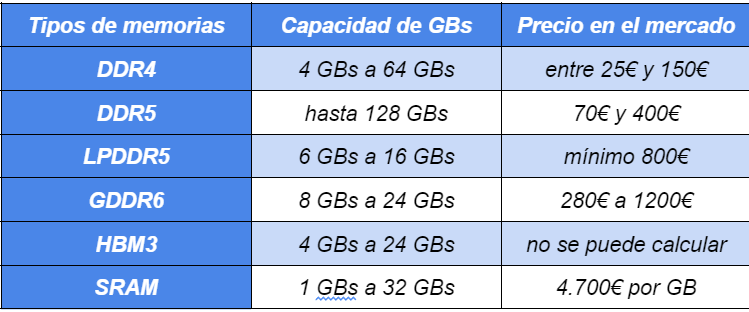 Tipos de memorias Capacidad de GBs Precio en el mercado
DDR4 4 GBs a 64 GBs entre 25€ y 150€
DDR5 hasta 128 GBs 70€ y 400€
LPDDR5 6 GBs a 16 GBs mínimo 800€
GDDR6 8 GBs a 24 GBs 280€ a 1200€
HBM3 4 GBs a 24 GBs no se puede calcular
SRAM 1 GBs a 32 GBs 4.700€ por GB